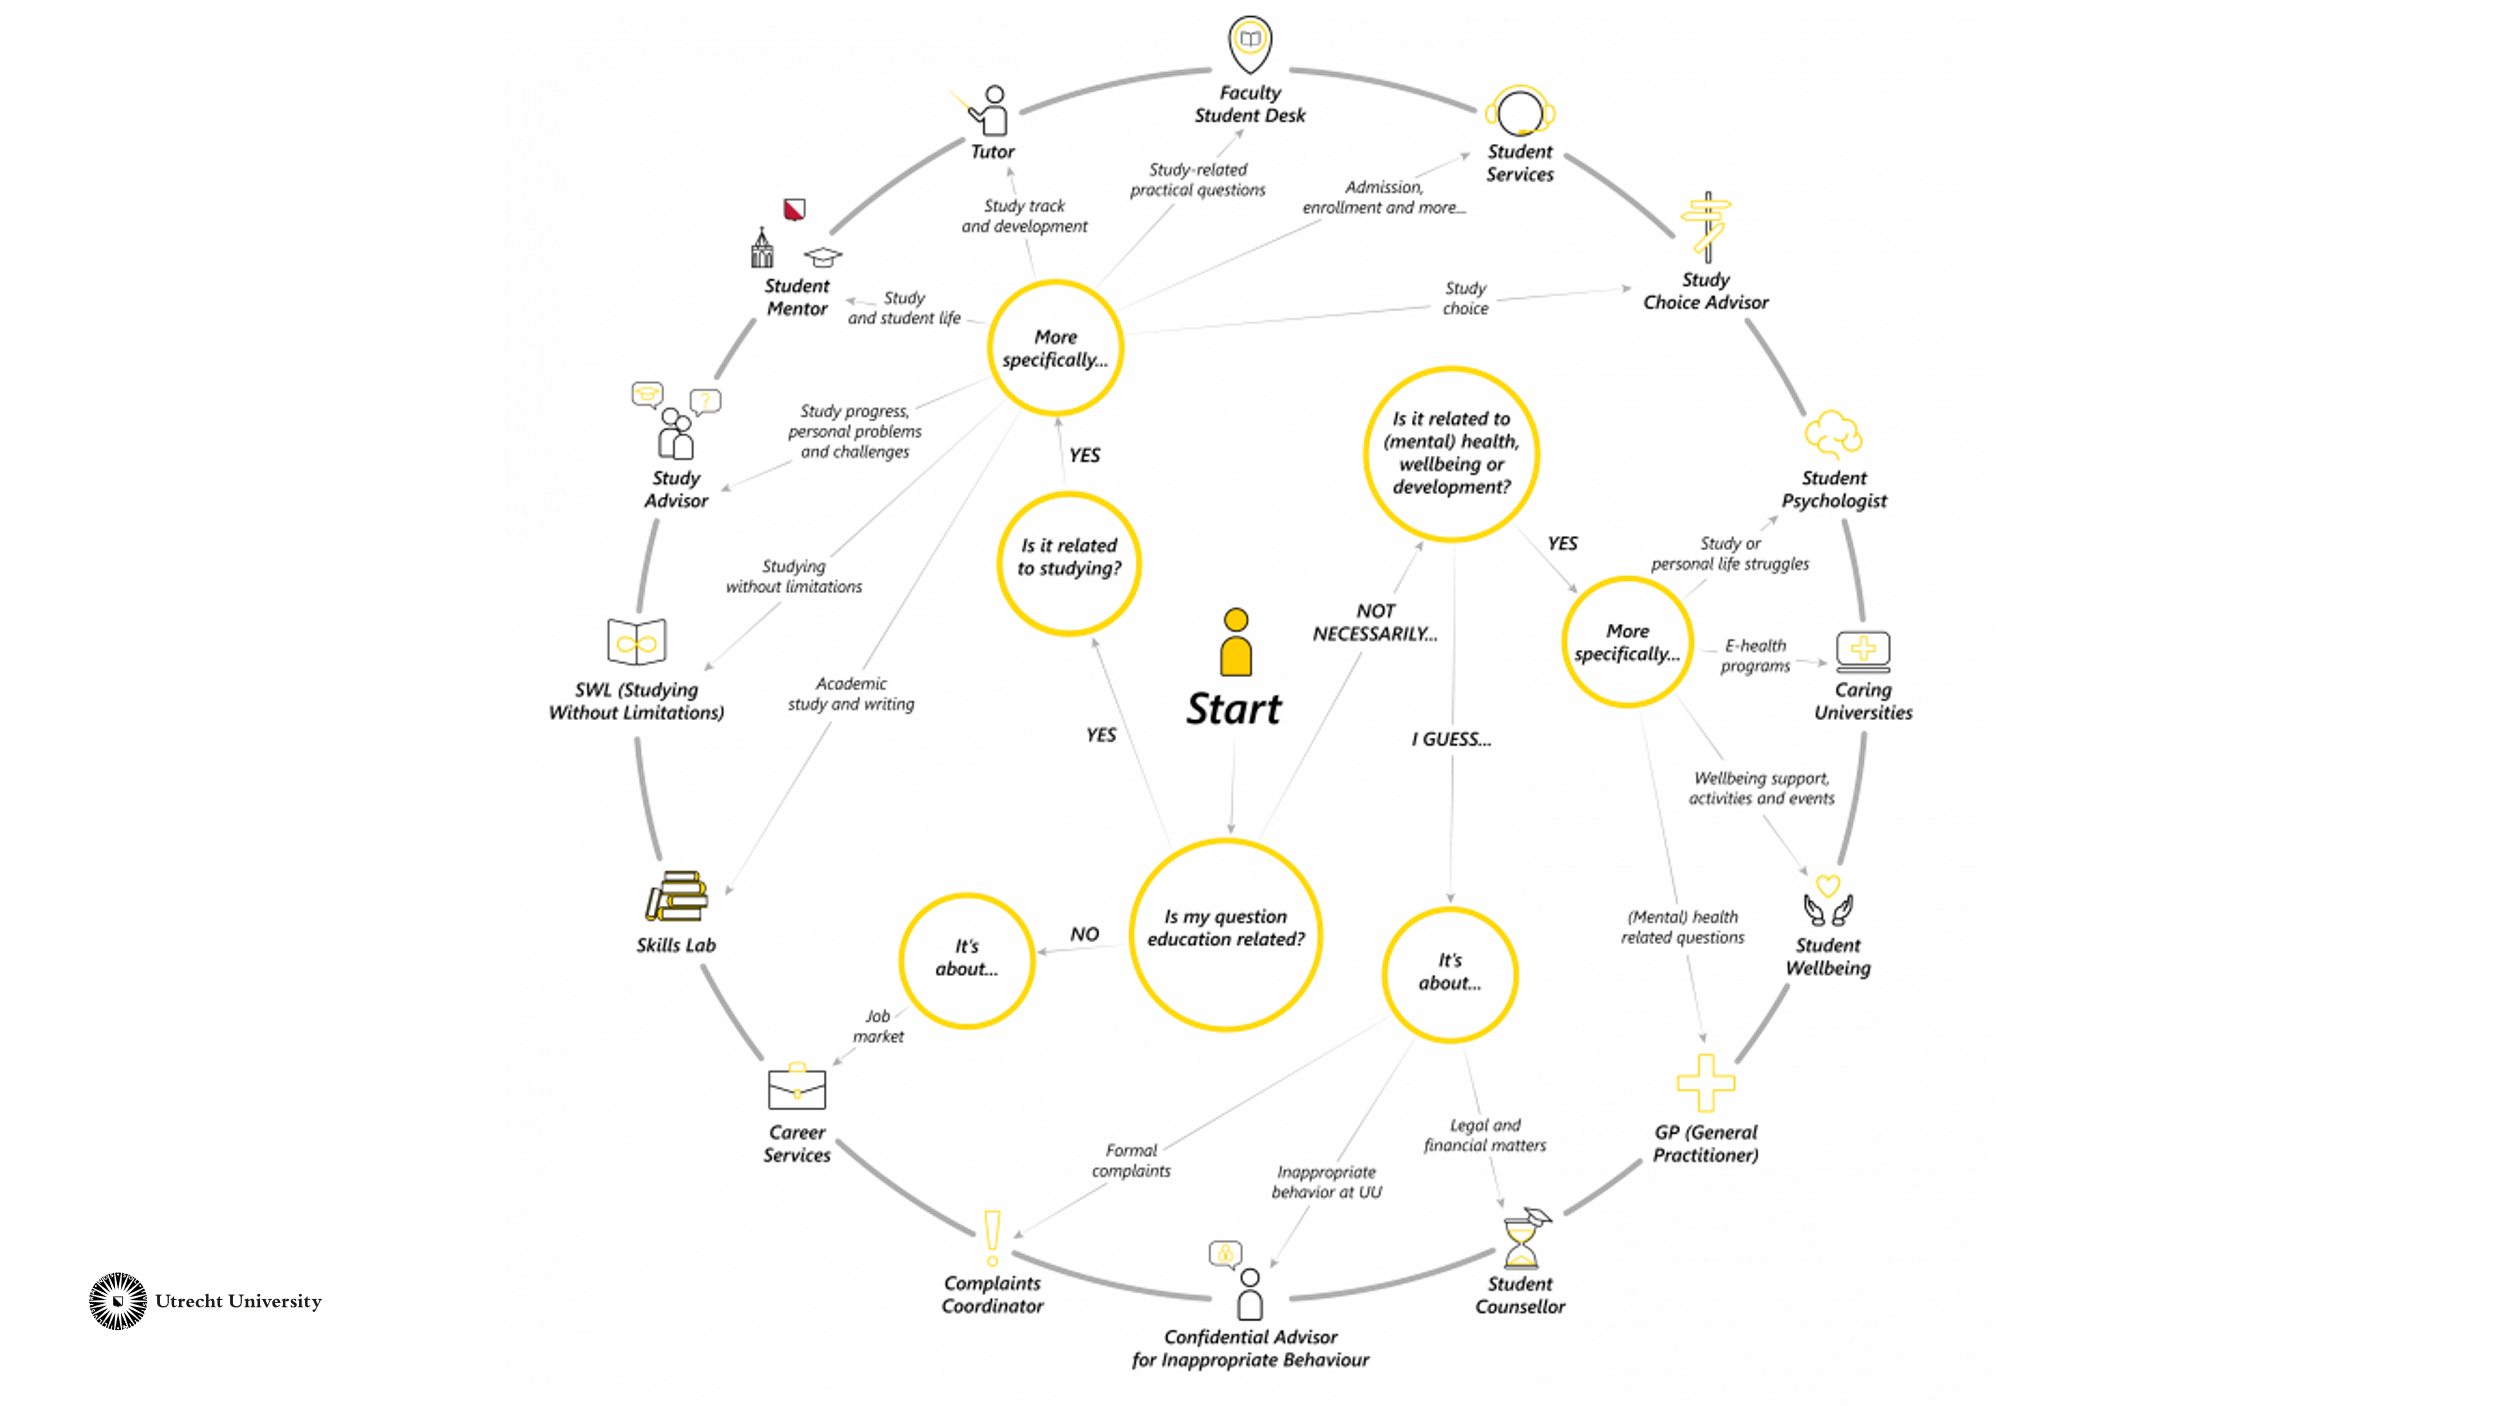 Faculty
Student Desk
Tutor
Student
Services
Study-related
practical questions
Admission,
enrollment and more...
Study track
and development
Student
Mentor
Study
and student life
Study
choice
Study
Choice Advisor
More
specifically...
Study progress,
personal problems
and challenges
YES
Is it related to
(mental) health,
wellbeing or
development?
Study
Advisor
Student
Psychologist
Is it related
to studying?
YES
Study or
personal life struggles
Studying
without limitations
NOT
NECESSARILY...
More
specifically...
E-health
programs
SWL (Studying
Without Limitations)
Academic
study and writing
Start
Caring
Universities
YES
I GUESS...
Wellbeing support,
activities and events
Skills Lab
It's
about...
NO
Is my question
education related?
It's
about...
(Mental) health
related questions
Student
Wellbeing
Job
market
Career
Services
Formal
complaints
Inappropriate
behavior at UU
Legal and
financial matters
GP (General
Practitioner)
Complaints
Coordinator
Confidential Advisor
for Inappropriate Behaviour
Student
Counsellor
Utrecht University
?